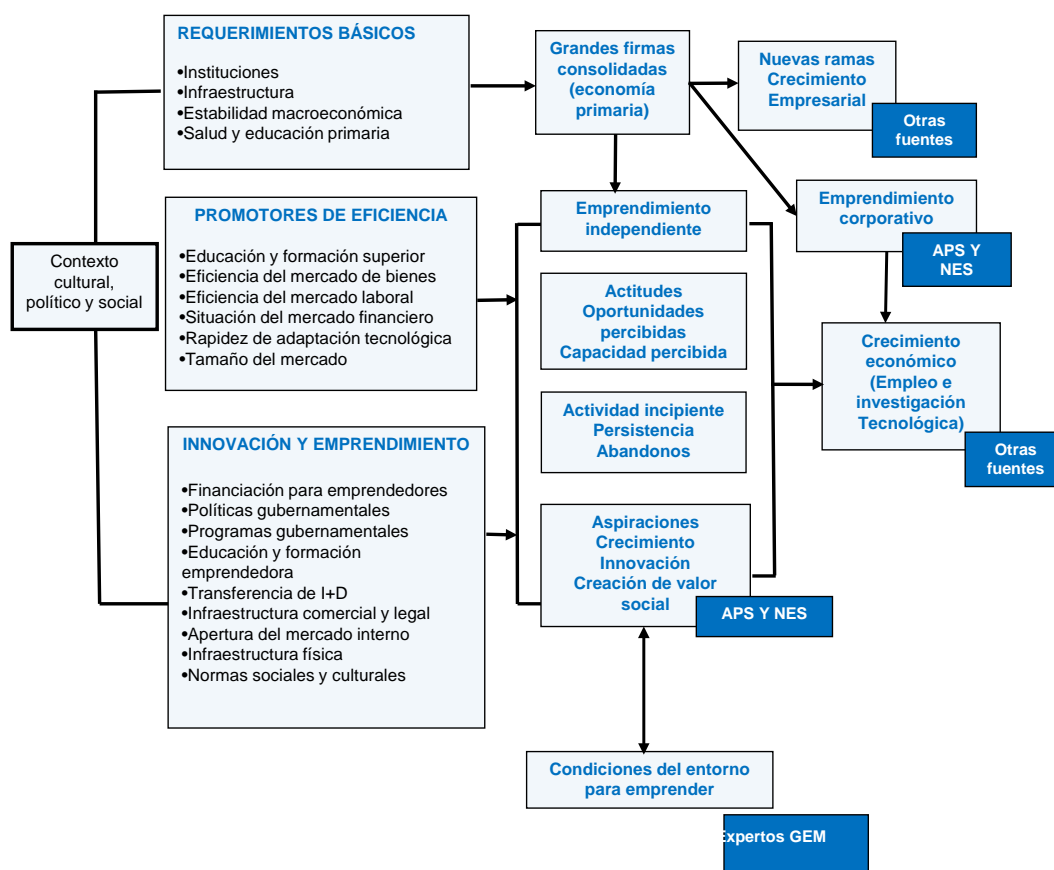 Contexto
cultural,
político y social
REQUERIMIENTOS BÁSICOS
•Instituciones
•Infraestructura
•Estabilidad macroeconómica
•Salud y educación primaria
PROMOTORES DE EFICIENCIA
•Educación y formación superior
•Eficiencia del mercado de bienes
•Eficiencia del mercado laboral
•Situación del mercado financiero
•Rapidez de adaptación tecnológica
•Tamaño del mercado
INNOVACIÓN Y EMPRENDIMIENTO
•Financiación para emprendedores
•Políticas gubernamentales
•Programas gubernamentales
•Educación y formación
emprendedora
•Transferencia de I+D
•Infraestructura comercial y legal
•Apertura del mercado interno
•Infraestructura física
•Normas sociales y culturales
Grandes firmas
consolidadas
(economía
primaria)
Emprendimiento
independiente
Actitudes
Oportunidades
percibidas
Capacidad percibida
Actividad incipiente
Persistencia
Abandonos
Aspiraciones
Crecimiento
Innovación
Creación de valor
social
APS Y NES
Condiciones del entorno
para emprender
xpertos GEM
Nuevas ramas
Crecimiento
Empresarial
Otras
fuentes
Emprendimiento
corporativo
APS Y
NES
Crecimiento
económico
(Empleo e
investigación
Tecnológica)
Otras
fuentes